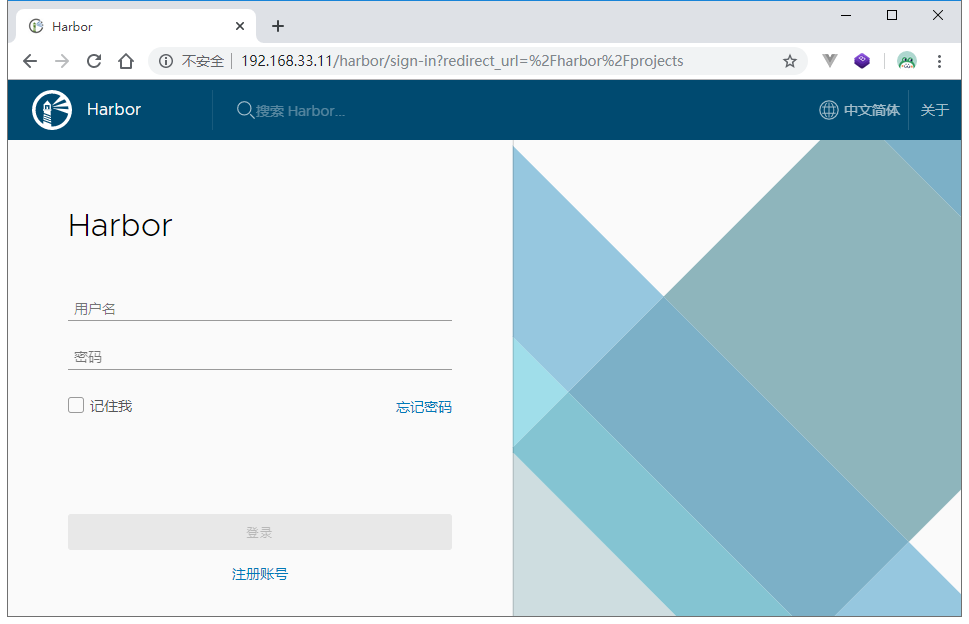 Harbor
不安全 | 192.168.33.11/harbor/sign-in?redirect_url=%2Fharbor%2Fprojects
Harbor 搜索 Harbor... 中文简体 关于
Harbor
用户名
密码
记住我 忘记密码
登录
注册账号